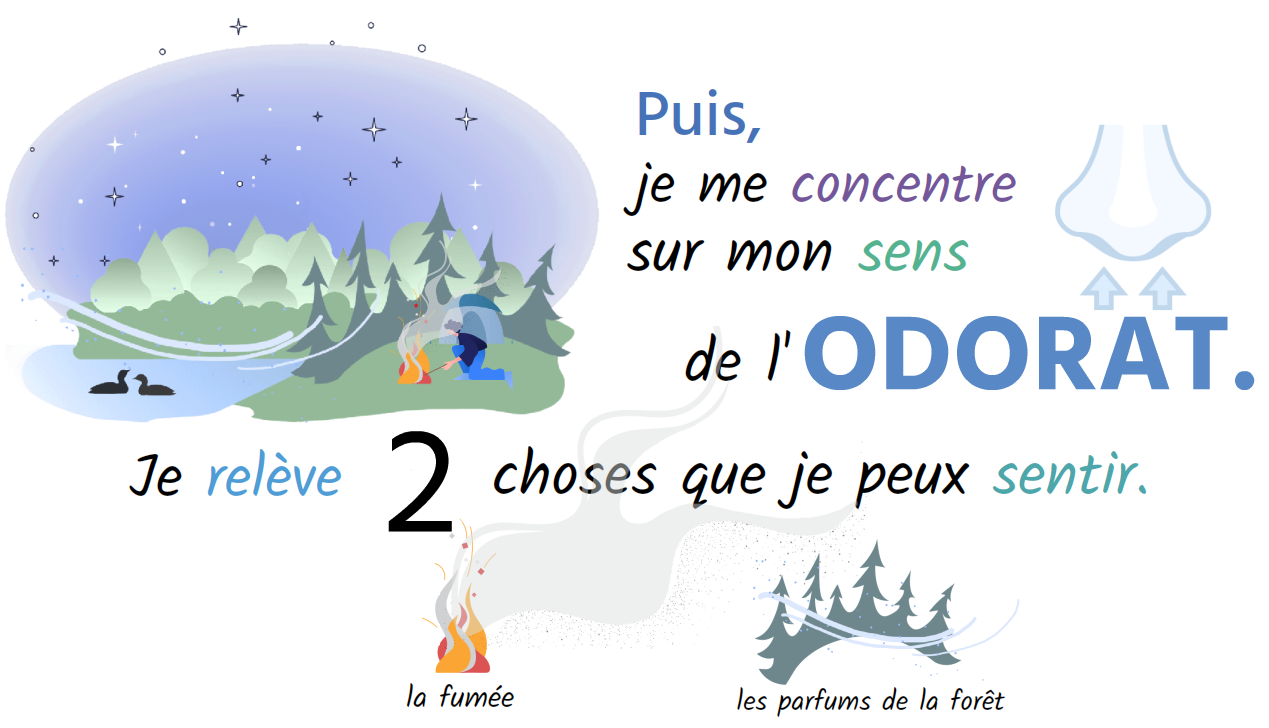 Puis,
je me concentre
sur mon sens
de l'ODORAT.
Je relève 2 choses que je peux sentir.
la fumée
les parfums de la forêt